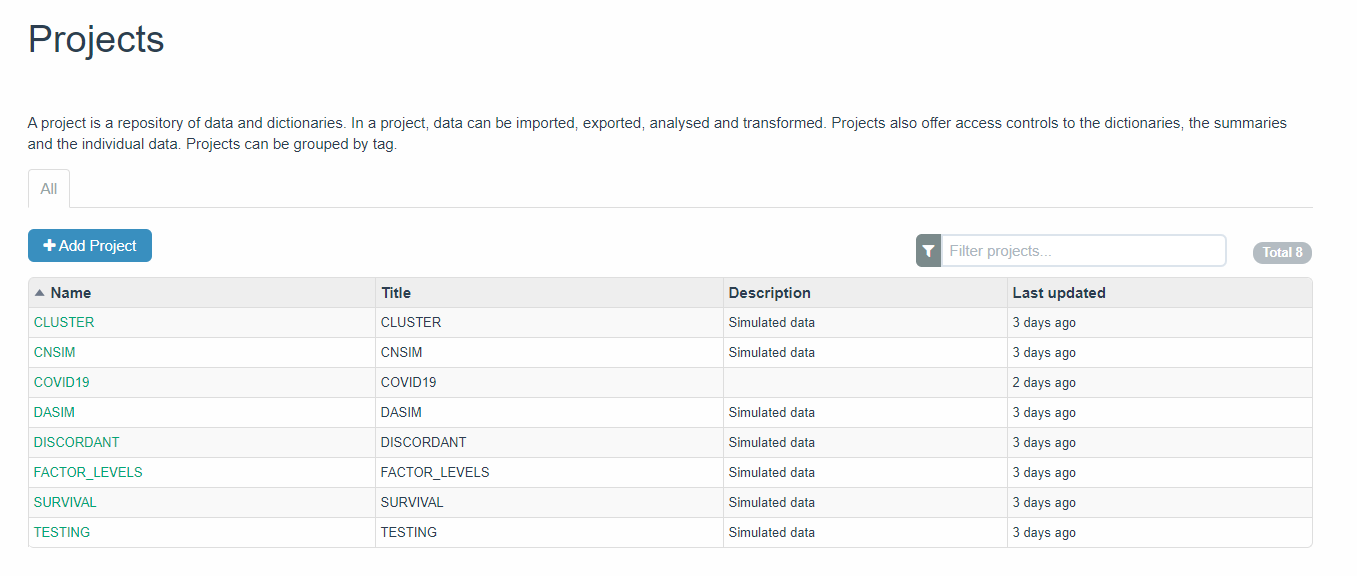 Projects
A project is a repository of data and dictionaries. In a project, data can be imported, exported, analysed and transformed. Projects also offer access controls to the dictionaries, the summaries
and the individual data. Projects can be grouped by tag.
All
Add Project
Filter projects...
Total 8
Name Title Description Last updated
CLUSTER CLUSTER Simulated data 3 days ago
CNSIM CNSIM Simulated data 3 days ago
COVID19 COVID19 2 days ago
DASIM DASIM Simulated data 3 days ago
DISCORDANT DISCORDANT Simulated data 3 days ago
FACTOR_LEVELS FACTOR_LEVELS Simulated data 3 days ago
SURVIVAL SURVIVAL Simulated data 3 days ago
TESTING TESTING Simulated data 3 days ago